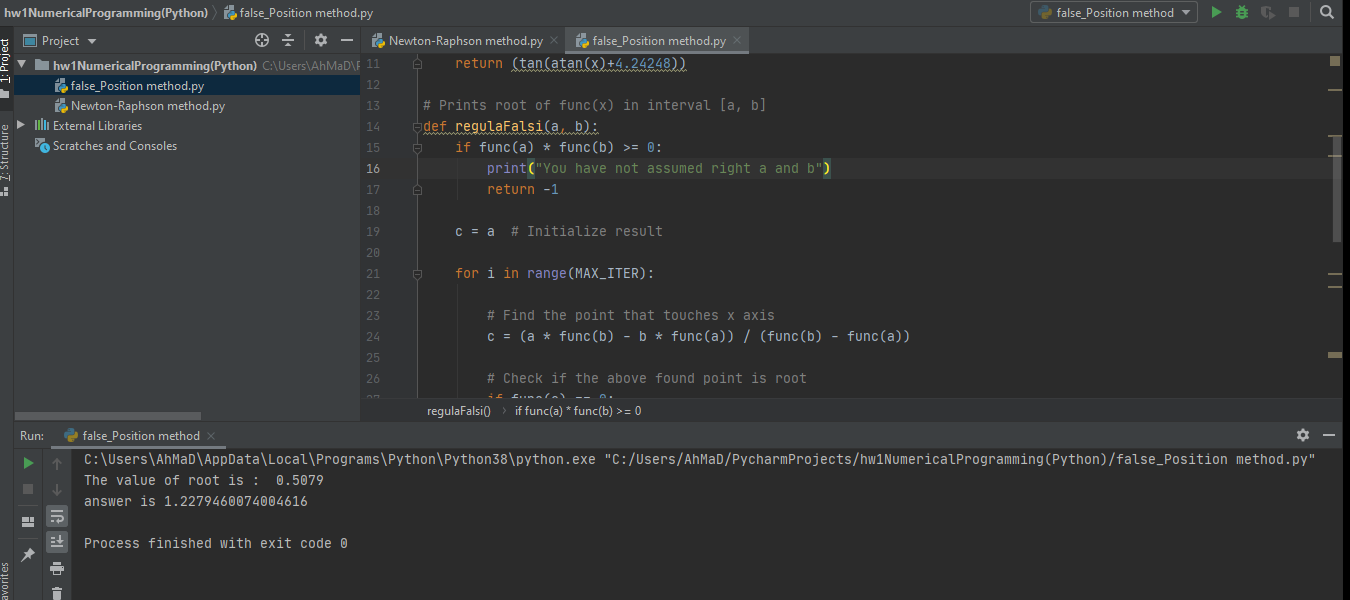 hw1NumericalProgramming(Python) false_Position method.py false_Position method
1: Project
Project
Newton-Raphson method.py false_Position method.py
hw1NumericalProgramming(Python) C:\Users\AhMaD\P
false_Position method.py
Newton-Raphson method.py
External Libraries
Scratches and Consoles
7: Structure
11 return (tan(atan(x)+4.24248))
12
13 # Prints root of func(x) in interval [a, b]
14 def regulaFalsi(a, b):
15 if func(a) * func(b) >= 0:
16 print("You have not assumed right a and b")
17 return -1
18
19 c = a # Initialize result
20
21 for i in range(MAX_ITER):
22
23 # Find the point that touches x axis
24 c = (a * func(b) - b * func(a)) / (func(b) - func(a))
25
26 # Check if the above found point is root
regulaFalsi() if func(a) * func(b) >= 0
Run: false_Position method
C:\Users\AhMaD\AppData\Local\Programs\Python\Python38\python.exe "C:/Users/AhMaD/PycharmProjects/hw1NumericalProgramming(Python)/false_Position method.py"
The value of root is : 0.5079
answer is 1.2279460074004616
Process finished with exit code 0
avorites